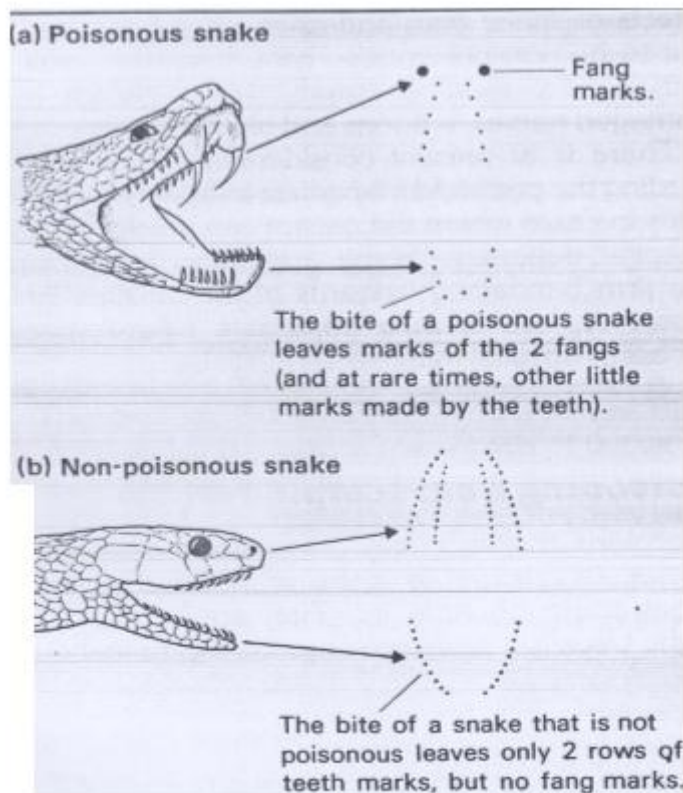 (a) Poisonous snake
Fang
marks.
The bite of a poisonous snake
leaves marks of the 2 fangs
(and at rare times, other little
marks made by the teeth).
(b) Non-poisonous snake
The bite of a snake that is not
poisonous leaves only 2 rows of
teeth marks, but no fang marks.